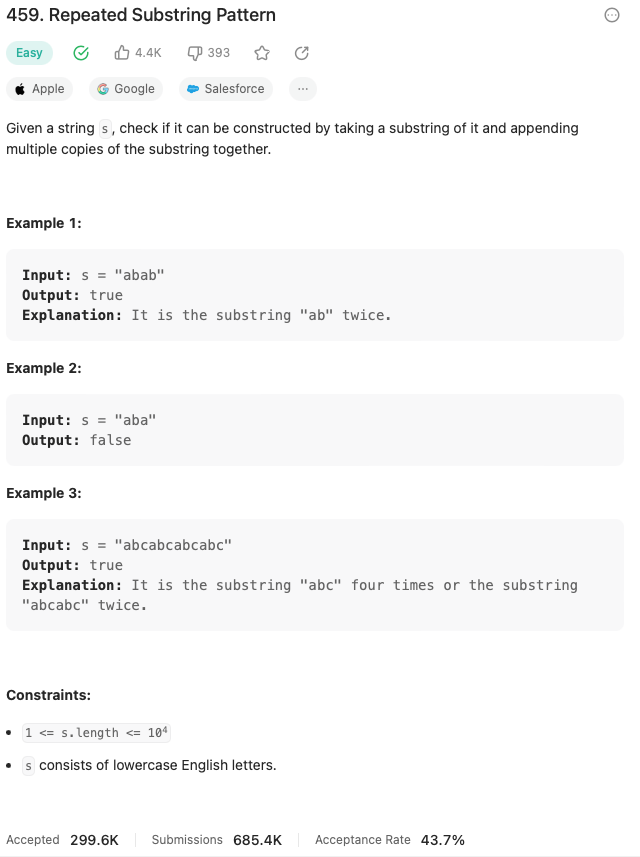 459. Repeated Substring Pattern
Easy 4.4K 393
Apple Google Salesforce ...
Given a string s, check if it can be constructed by taking a substring of it and appending
multiple copies of the substring together.
Example 1:
Input: s = "abab"
Output: true
Explanation: It is the substring "ab" twice.
Example 2:
Input: s = "aba"
Output: false
Example 3:
Input: s = "abcabcabcabc"
Output: true
Explanation: It is the substring "abc" four times or the substring
"abcabc" twice.
Constraints:
• 1 <= s.length <= 10⁴
• s consists of lowercase English letters.
Accepted 299.6K Submissions 685.4K Acceptance Rate 43.7%